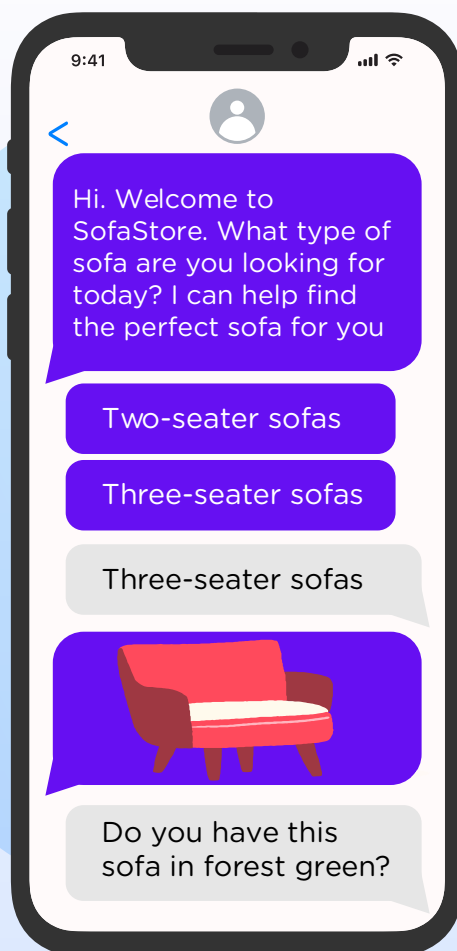 9:41
Hi. Welcome to
SofaStore. What type of
sofa are you looking for
today? I can help find
the perfect sofa for you
Two-seater sofas
Three-seater sofas
Three-seater sofas
Do you have this
sofa in forest green?